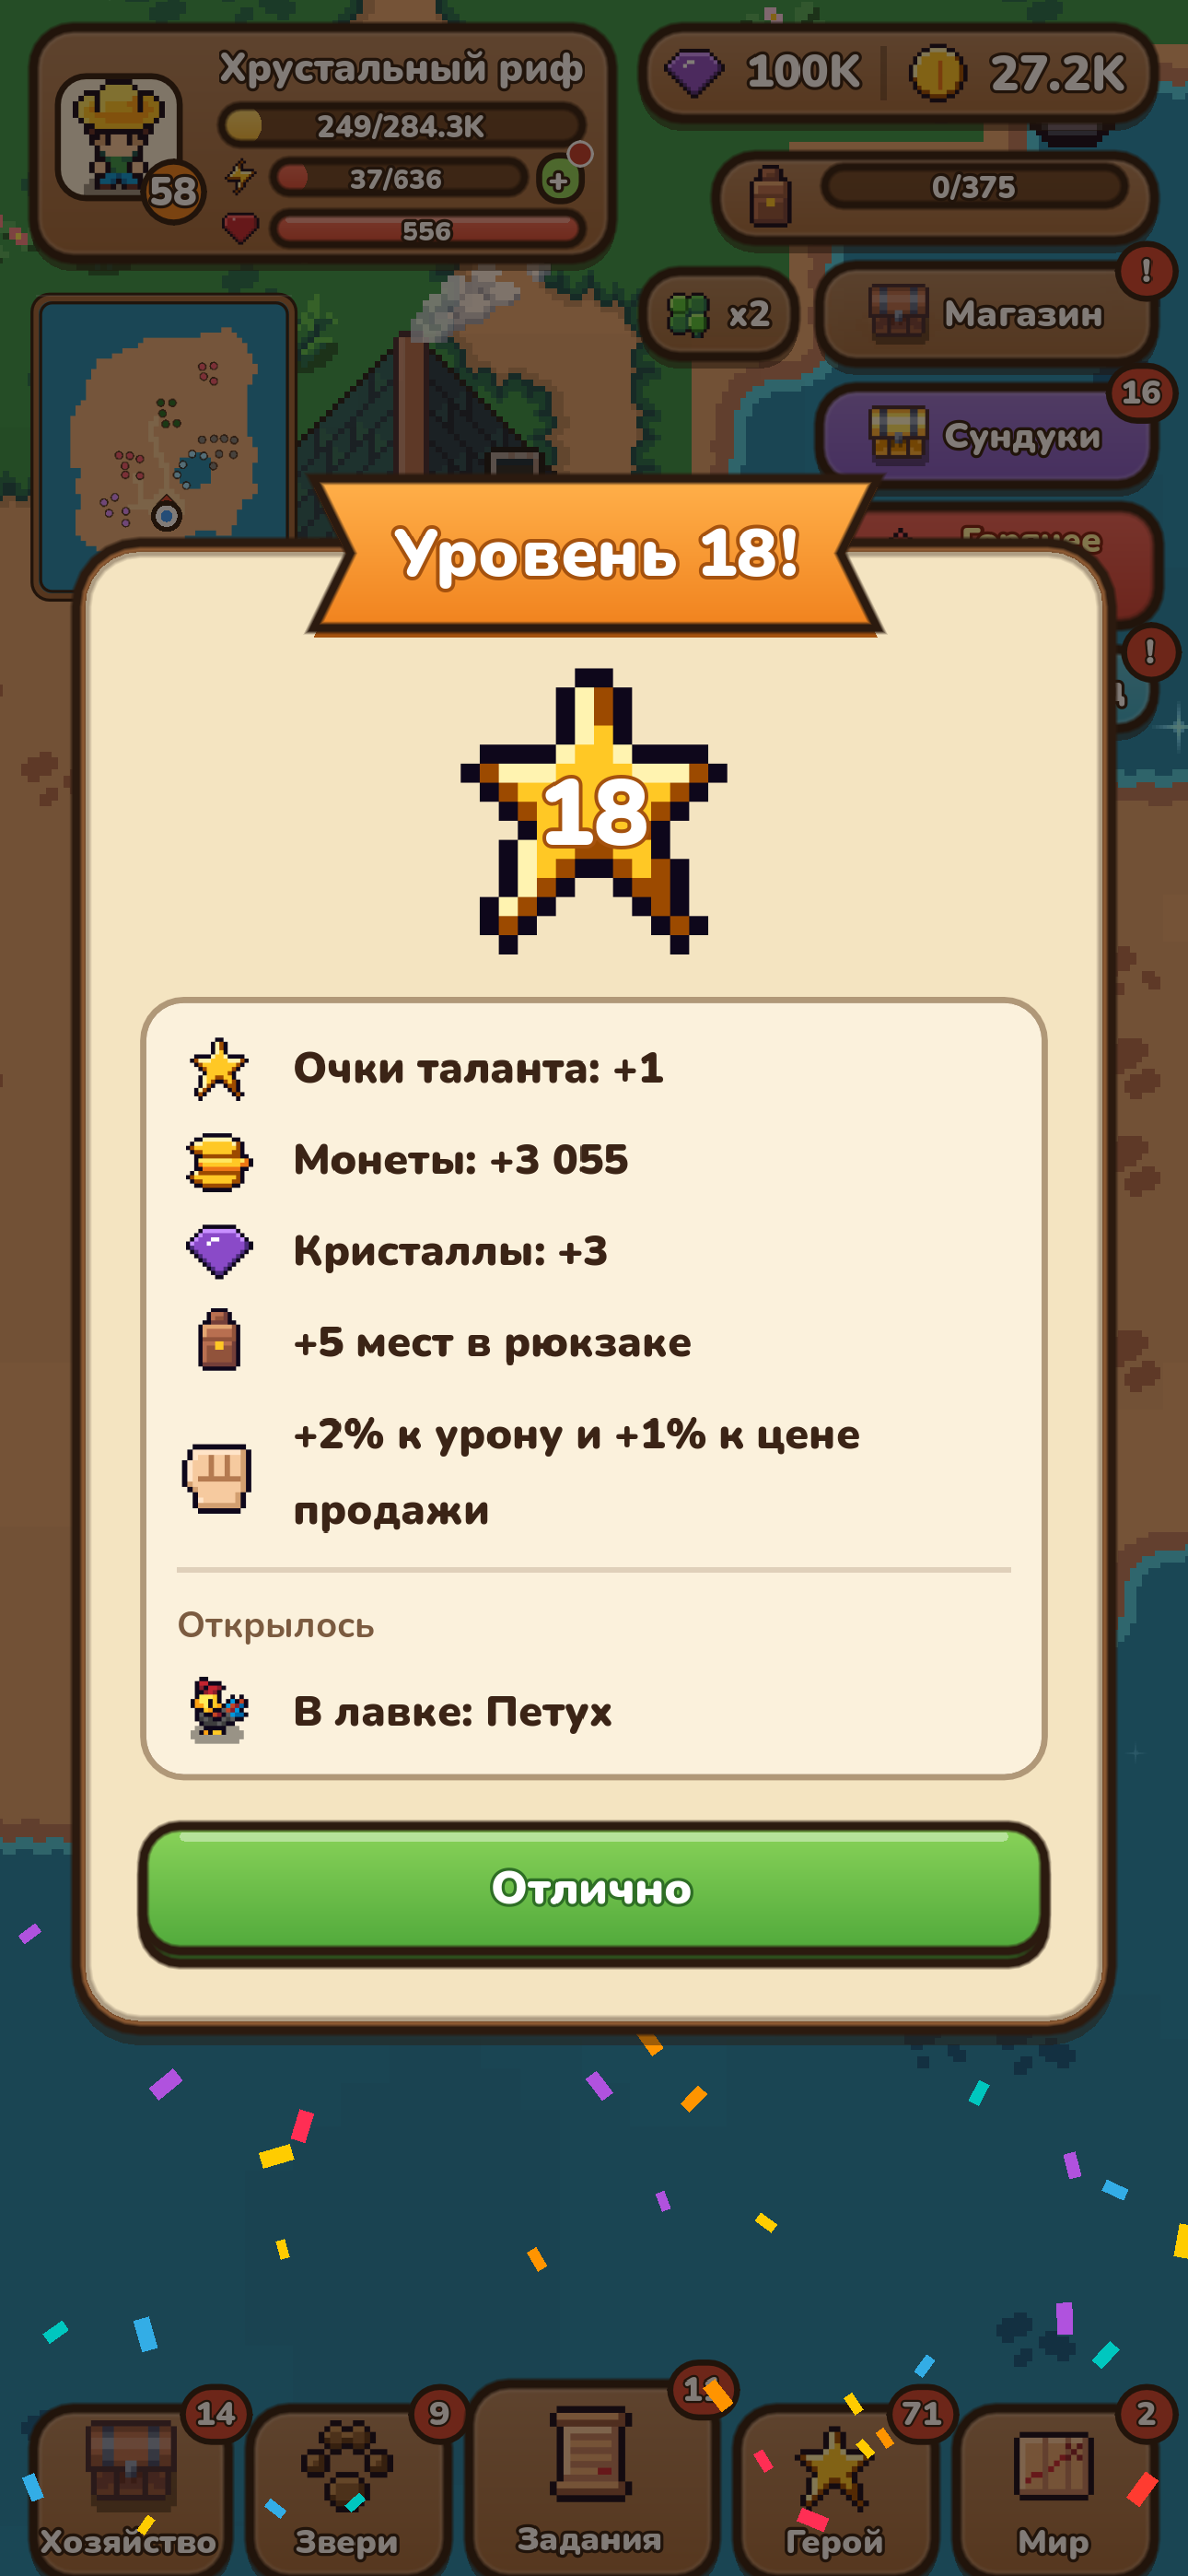 Хрустальный риф
249/284.3K
37/636
+
556
58
100K
27.2K
0/375
x2
Магазин
!
Сундуки
16
!
Уровень 18!
18
Очки таланта: +1
Монеты: +3 055
Кристаллы: +3
+5 мест в рюкзаке
+2% к урону и +1% к цене
продажи
Открылось
В лавке: Петух
Отлично
14
9
71
2
Хозяйство
Звери
Задания
Герой
Мир